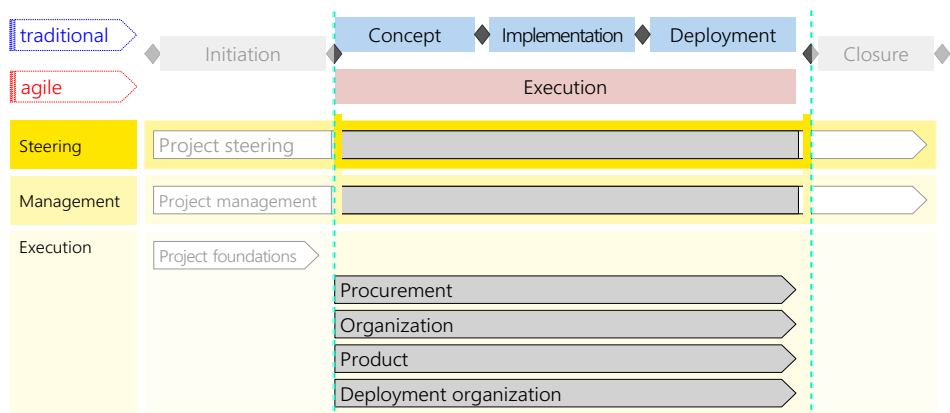 traditional
Concept
Implementation
Deployment
Initiation
Closure
agile
Execution
Steering
Project steering
Management
Project management
Execution
Project foundations
Procurement
Organization
Product
Deployment organization